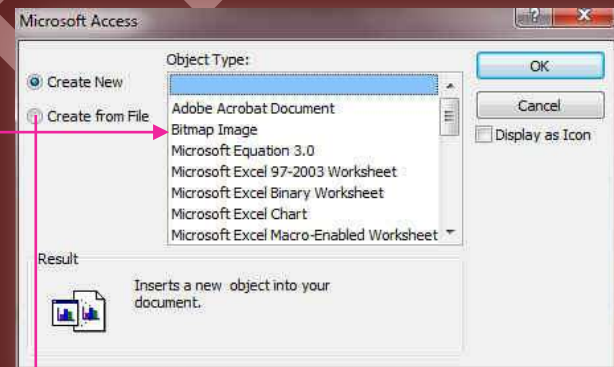 Microsoft Access
Object Type:
Create New
Create from File
Adobe Acrobat Document
Bitmap Image
Microsoft Equation 3.0
Microsoft Excel 97-2003 Worksheet
Microsoft Excel Binary Worksheet
Microsoft Excel Chart
Microsoft Excel Macro-Enabled Worksheet
OK
Cancel
Display as Icon
Result
Inserts a new object into your
document.